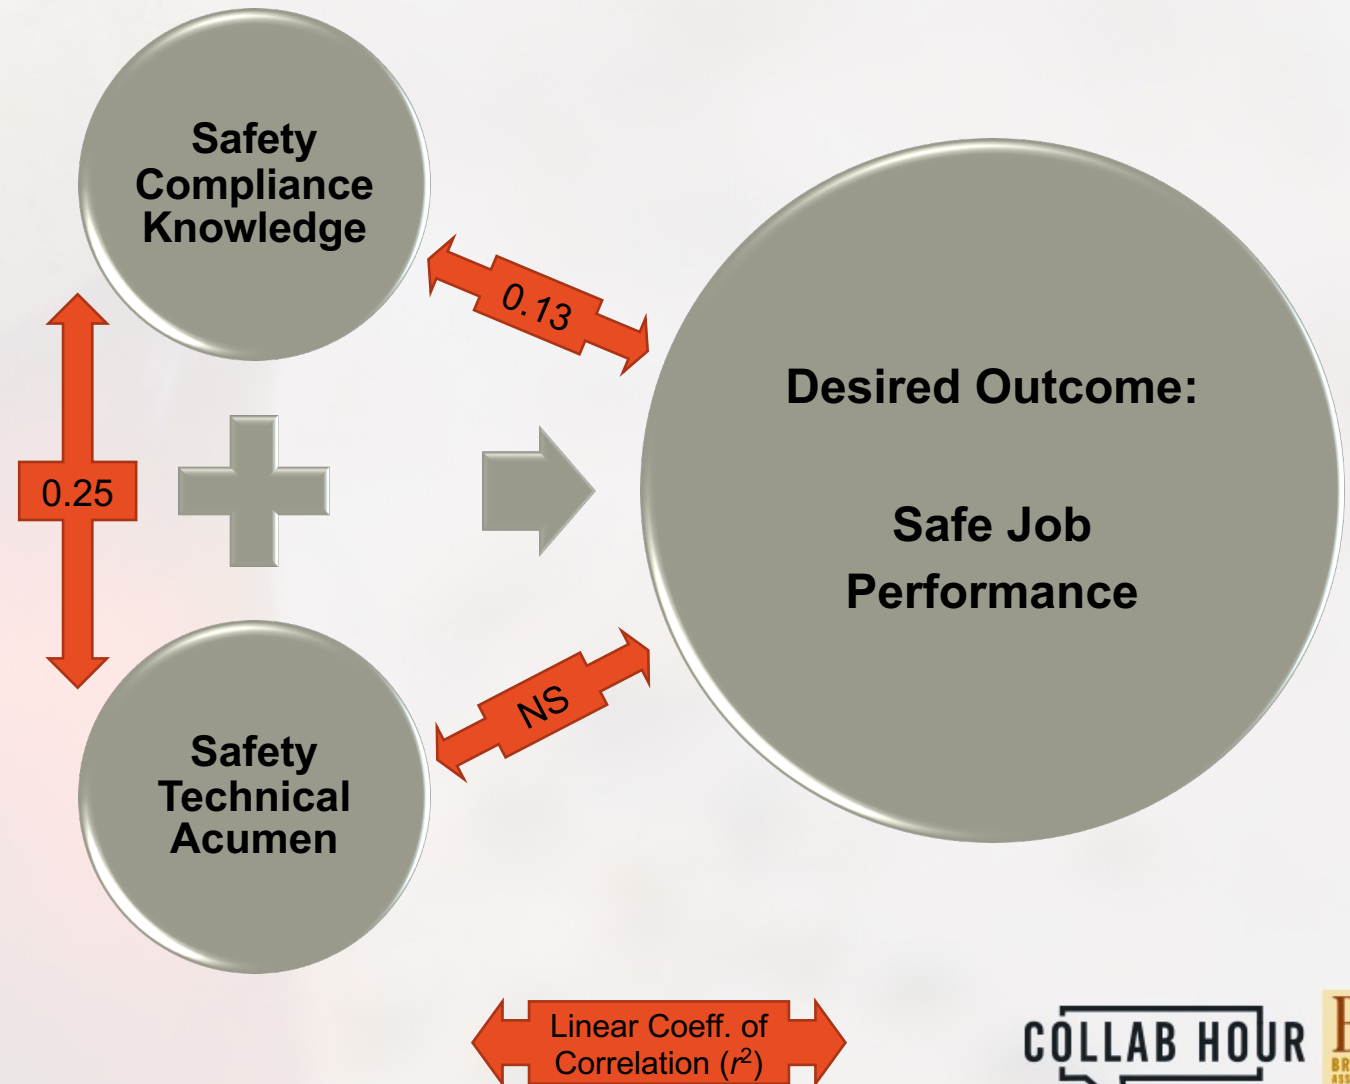 Safety
Compliance
Knowledge
0.13
Desired Outcome:
Safe Job
Performance
0.25
NS
Safety
Technical
Acumen
Linear Coeff. of
Correlation (r²)
COLLAB HOUR